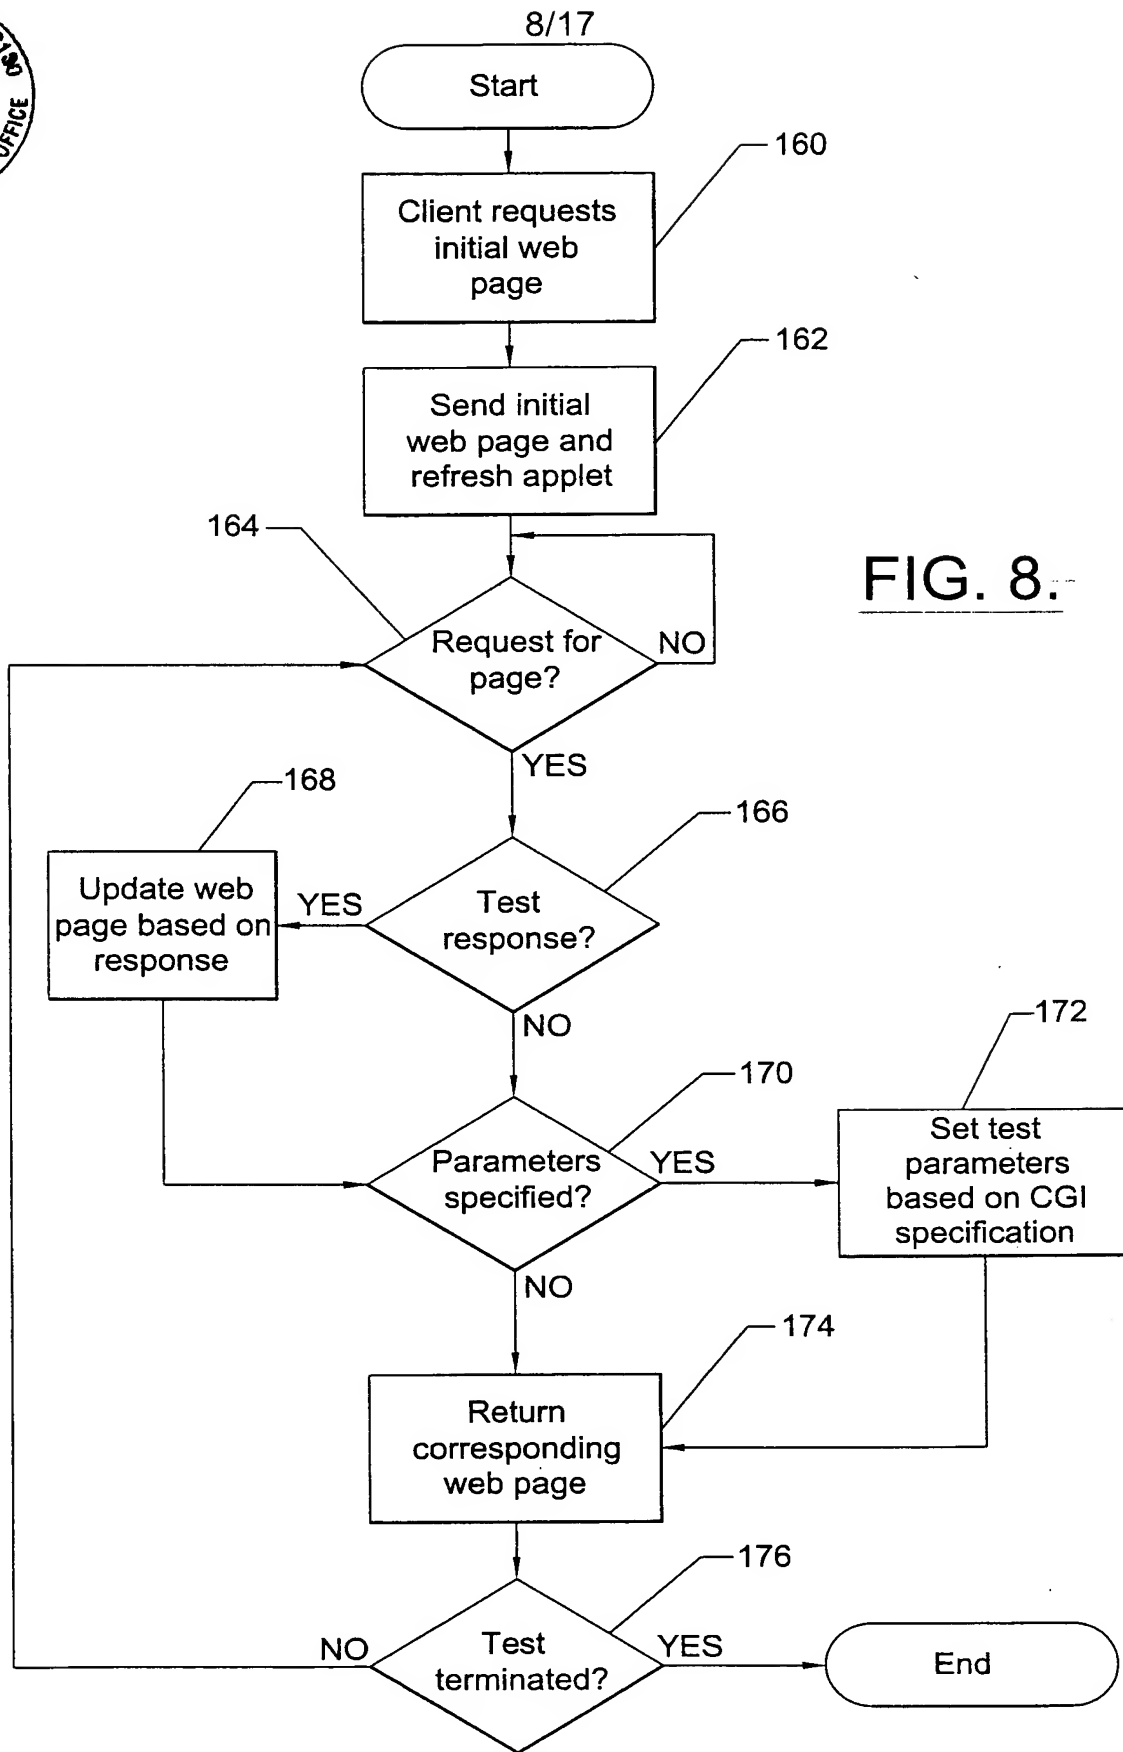 8/17
OFFICE
Start
160
Client requests
initial web
page
162
Send initial
web page and
refresh applet
164
FIG. 8.
Request for
page?
NO
YES
168
166
Update web
page based on
response
YES
Test
response?
NO
172
170
Parameters
specified?
YES
Set test
parameters
based on CGI
specification
NO
174
Return
corresponding
web page
176
NO
Test
terminated?
YES
End